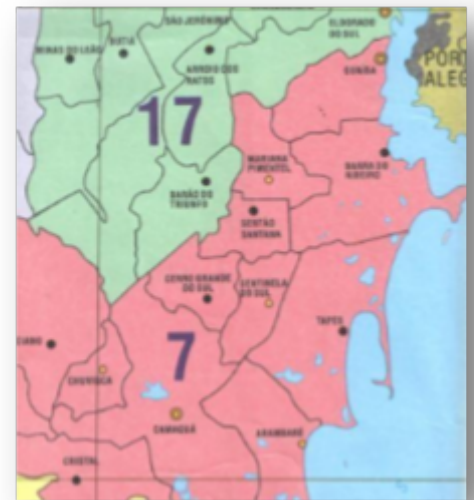 SÃO JERÔNIMO
ELDORADO
DO SUL
MINAS DO LEÃO
BUTIÁ
PORTO
ALEG
GUAÍBA
ARROIO DOS
RATOS
17
MARIANA
PIMENTEL
BARRA DO
RIBEIRO
BARÃO DO
TRIUNFO
SERTÃO
SANTANA
CERRO GRANDE
DO SUL
SENTINELA
DO SUL
TAPES
7
CHUVISCA
CAMAQUÃ
ARAMBARÉ
CRISTAL